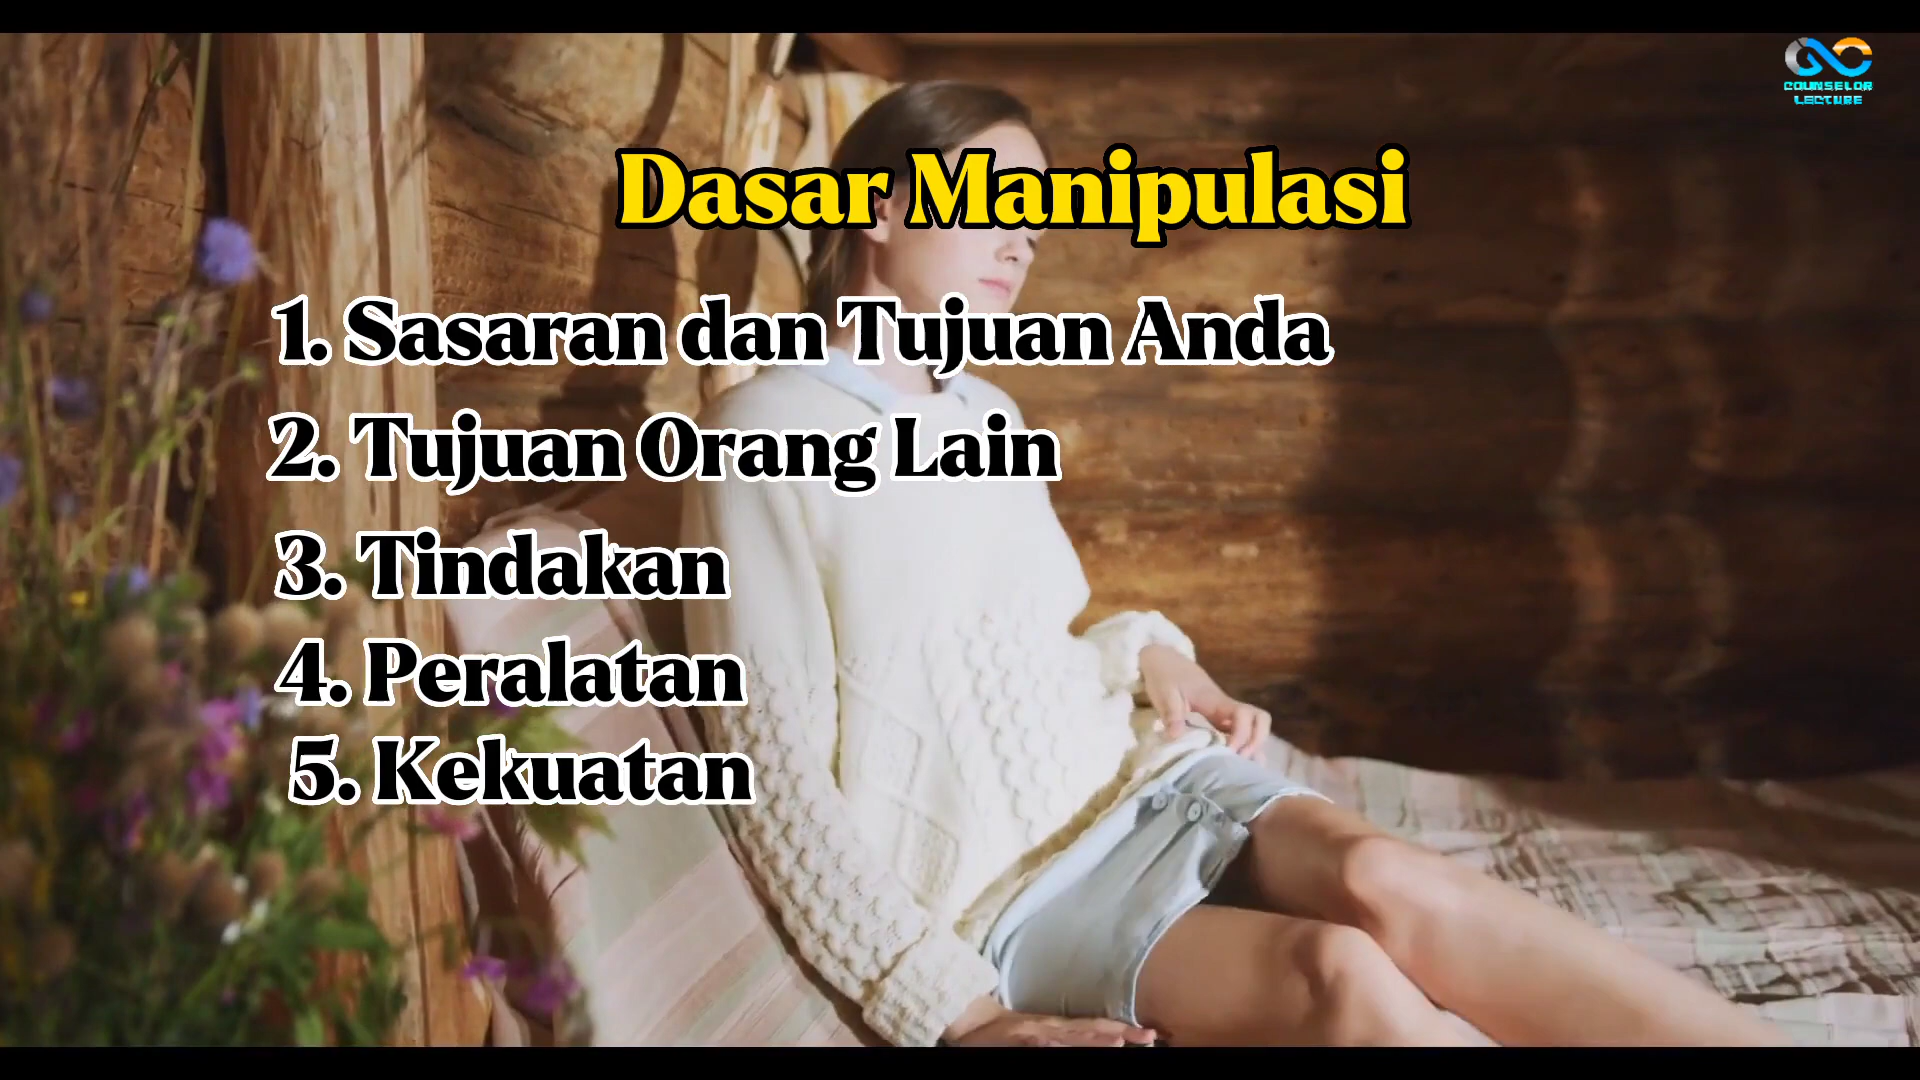 COUNSELOR
LECTURE
Dasar Manipulasi
1. Sasaran dan Tujuan Anda
2. Tujuan Orang Lain
3. Tindakan
4. Peralatan
5. Kekuatan